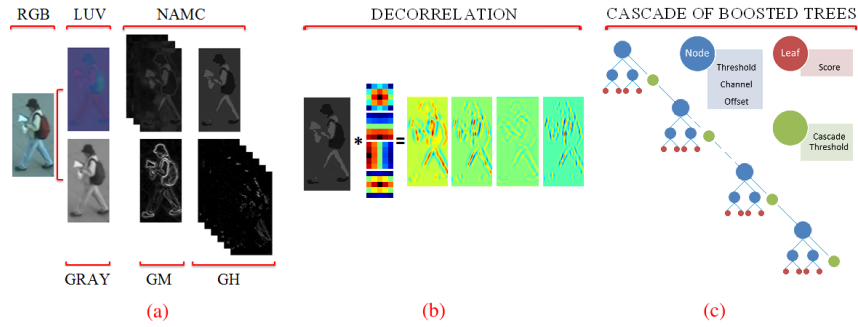 RGB
LUV
NAMC
GRAY
GM
GH
(a)
DECORRELATION
*
=
(b)
CASCADE OF BOOSTED TREES
Node
Threshold
Channel
Offset
Leaf
Score
Cascade
Threshold
(c)